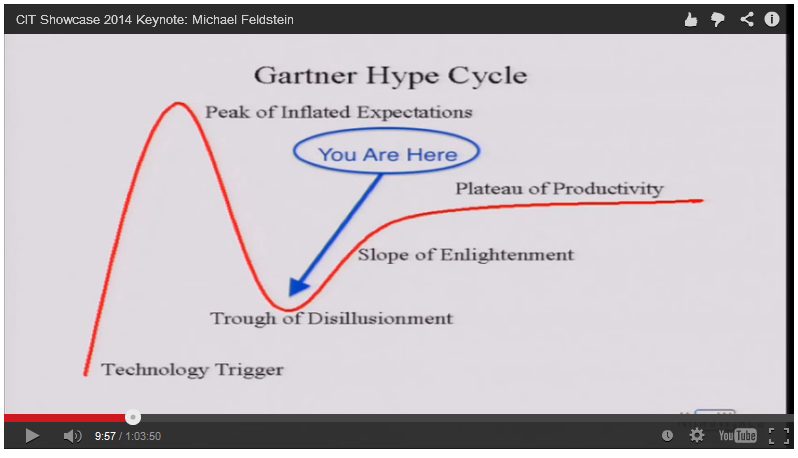 CIT Showcase 2014 Keynote: Michael Feldstein
Gartner Hype Cycle
Peak of Inflated Expectations
You Are Here
Plateau of Productivity
Slope of Enlightenment
Trough of Disillusionment
Technology Trigger
9:57 / 1:03:50
YouTube